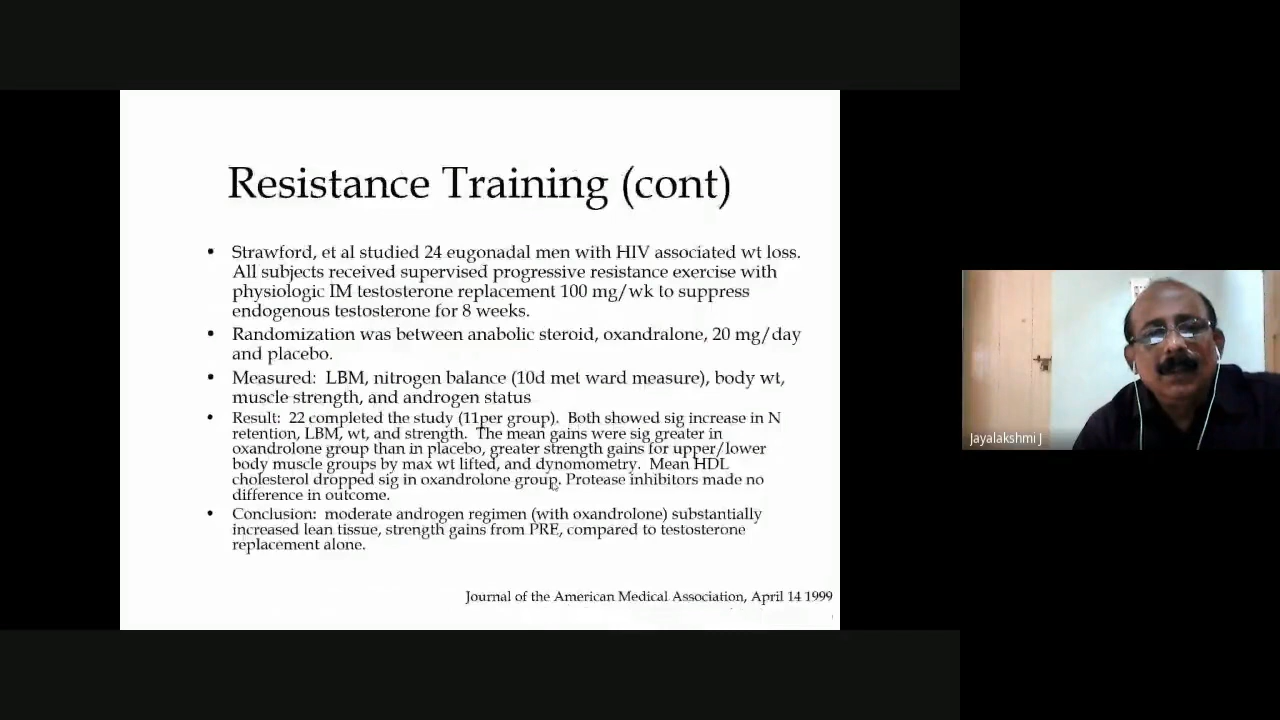 Resistance Training (cont)
• Strawford, et al studied 24 eugonadal men with HIV associated wt loss.
All subjects received supervised progressive resistance exercise with
physiologic IM testosterone replacement 100 mg/wk to suppress
endogenous testosterone for 8 weeks.
• Randomization was between anabolic steroid, oxandralone, 20 mg/day
and placebo.
• Measured: LBM, nitrogen balance (10d met ward measure), body wt,
muscle strength, and androgen status
• Result: 22 completed the study (11per group). Both showed sig increase in N
retention, LBM, wt, and strength. The mean gains were sig greater in
oxandrolone group than in placebo, greater strength gains for upper/lower
body muscle groups by max wt lifted, and dynomometry. Mean HDL
cholesterol dropped sig in oxandrolone group. Protease inhibitors made no
difference in outcome.
• Conclusion: moderate androgen regimen (with oxandrolone) substantially
increased lean tissue, strength gains from PRE, compared to testosterone
replacement alone.
Journal of the American Medical Association, April 14 1999
Jayalakshmi J